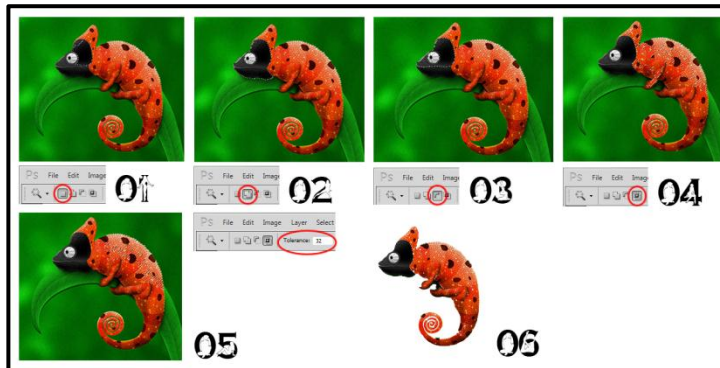 Ps File Edit Image
01
Ps File Edit Image
02
Ps File Edit Image
03
Ps File Edit Image
04
Ps File Edit Image Layer Select
Tolerance: 32
05
06